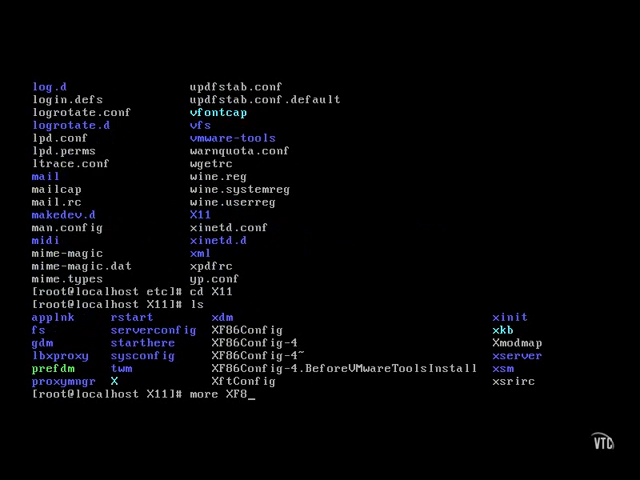 log.d updfstab.conf
login.defs updfstab.conf.default
logrotate.conf vfontcap
logrotate.d vfs
lpd.conf vmware-tools
lpd.perms warnquota.conf
ltrace.conf wgetrc
mail wine.reg
mailcap wine.systemreg
mail.rc wine.userreg
makedev.d X11
man.config xinetd.conf
midi xinetd.d
mime-magic xml
mime-magic.dat xpdfrc
mime.types yp.conf
[root@localhost etc]# cd X11
[root@localhost X11]# ls
applnk rstart xdm xinit
fs serverconfig XF86Config xkb
gdm starthere XF86Config-4 Xmodmap
lbxproxy sysconfig XF86Config-4~ xserver
prefdm twm XF86Config-4.BeforeVMwareToolsInstall xsm
proxymngr X XftConfig xsrirc
[root@localhost X11]# more XF8_
VTC